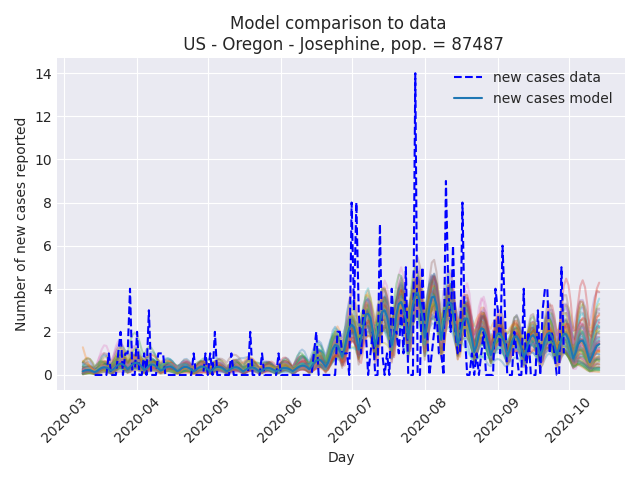 Model comparison to data
US - Oregon - Josephine, pop. = 87487
new cases data
new cases model
Number of new cases reported
14
12
10
8
6
4
2
0
2020-03
2020-04
2020-05
2020-06
2020-07
2020-08
2020-09
2020-10
Day